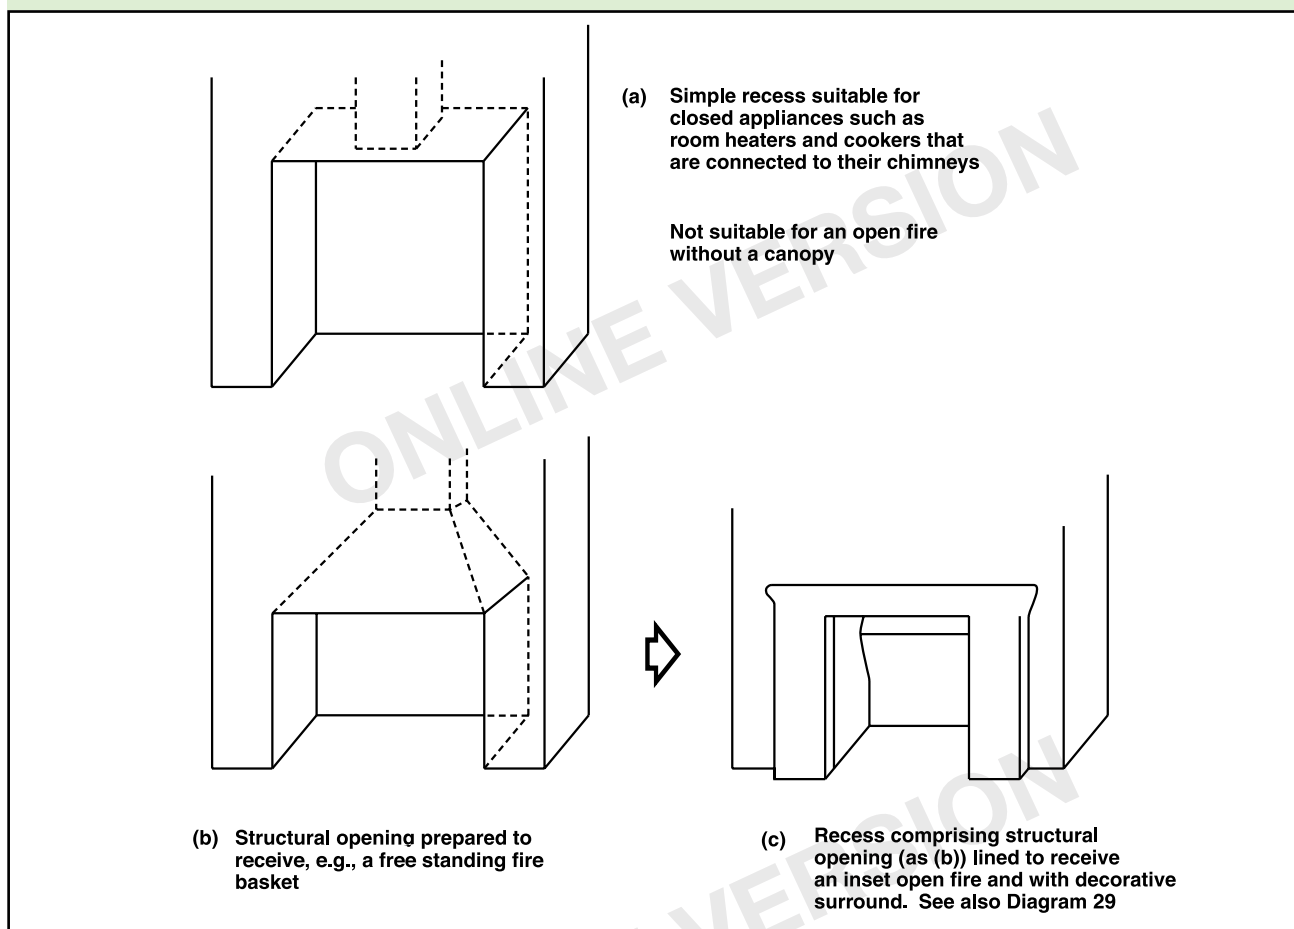 (a) Simple recess suitable for
closed appliances such as
room heaters and cookers that
are connected to their chimneys
Not suitable for an open fire
without a canopy
ONLINE VERSION
(b) Structural opening prepared to
receive, e.g., a free standing fire
basket
(c) Recess comprising structural
opening (as (b)) lined to receive
an inset open fire and with decorative
surround. See also Diagram 29
VERSION